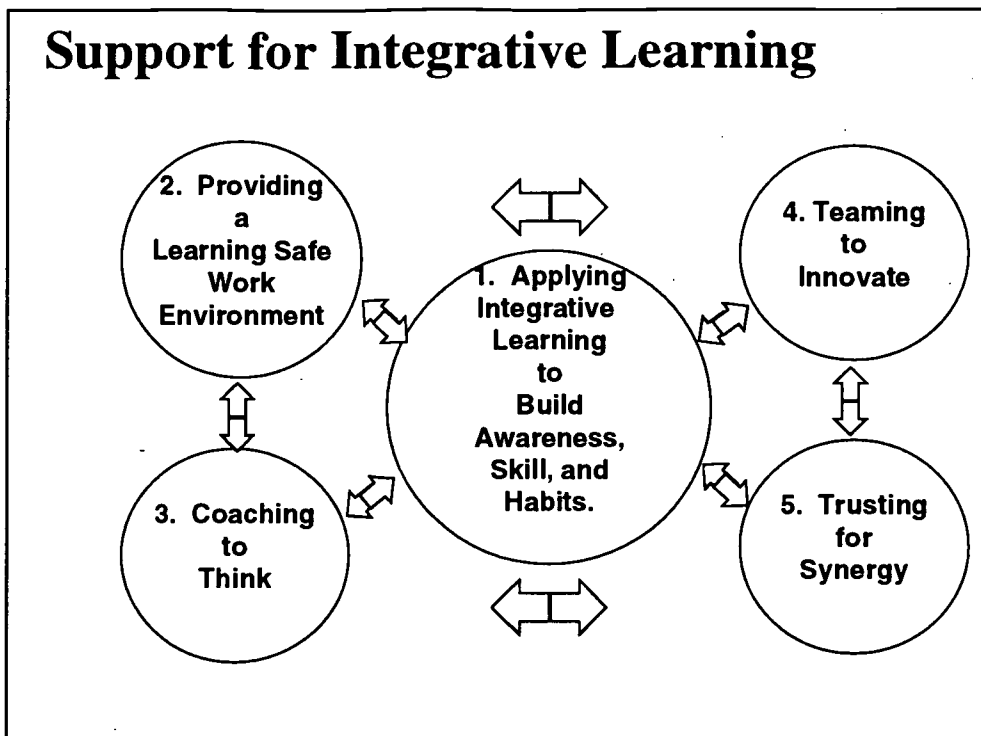 Support for Integrative Learning
2. Providing
a
Learning Safe
Work
Environment
1. Applying
Integrative
Learning
to
Build
Awareness,
Skill, and
Habits.
4. Teaming
to
Innovate
3. Coaching
to
Think
5. Trusting
for
Synergy